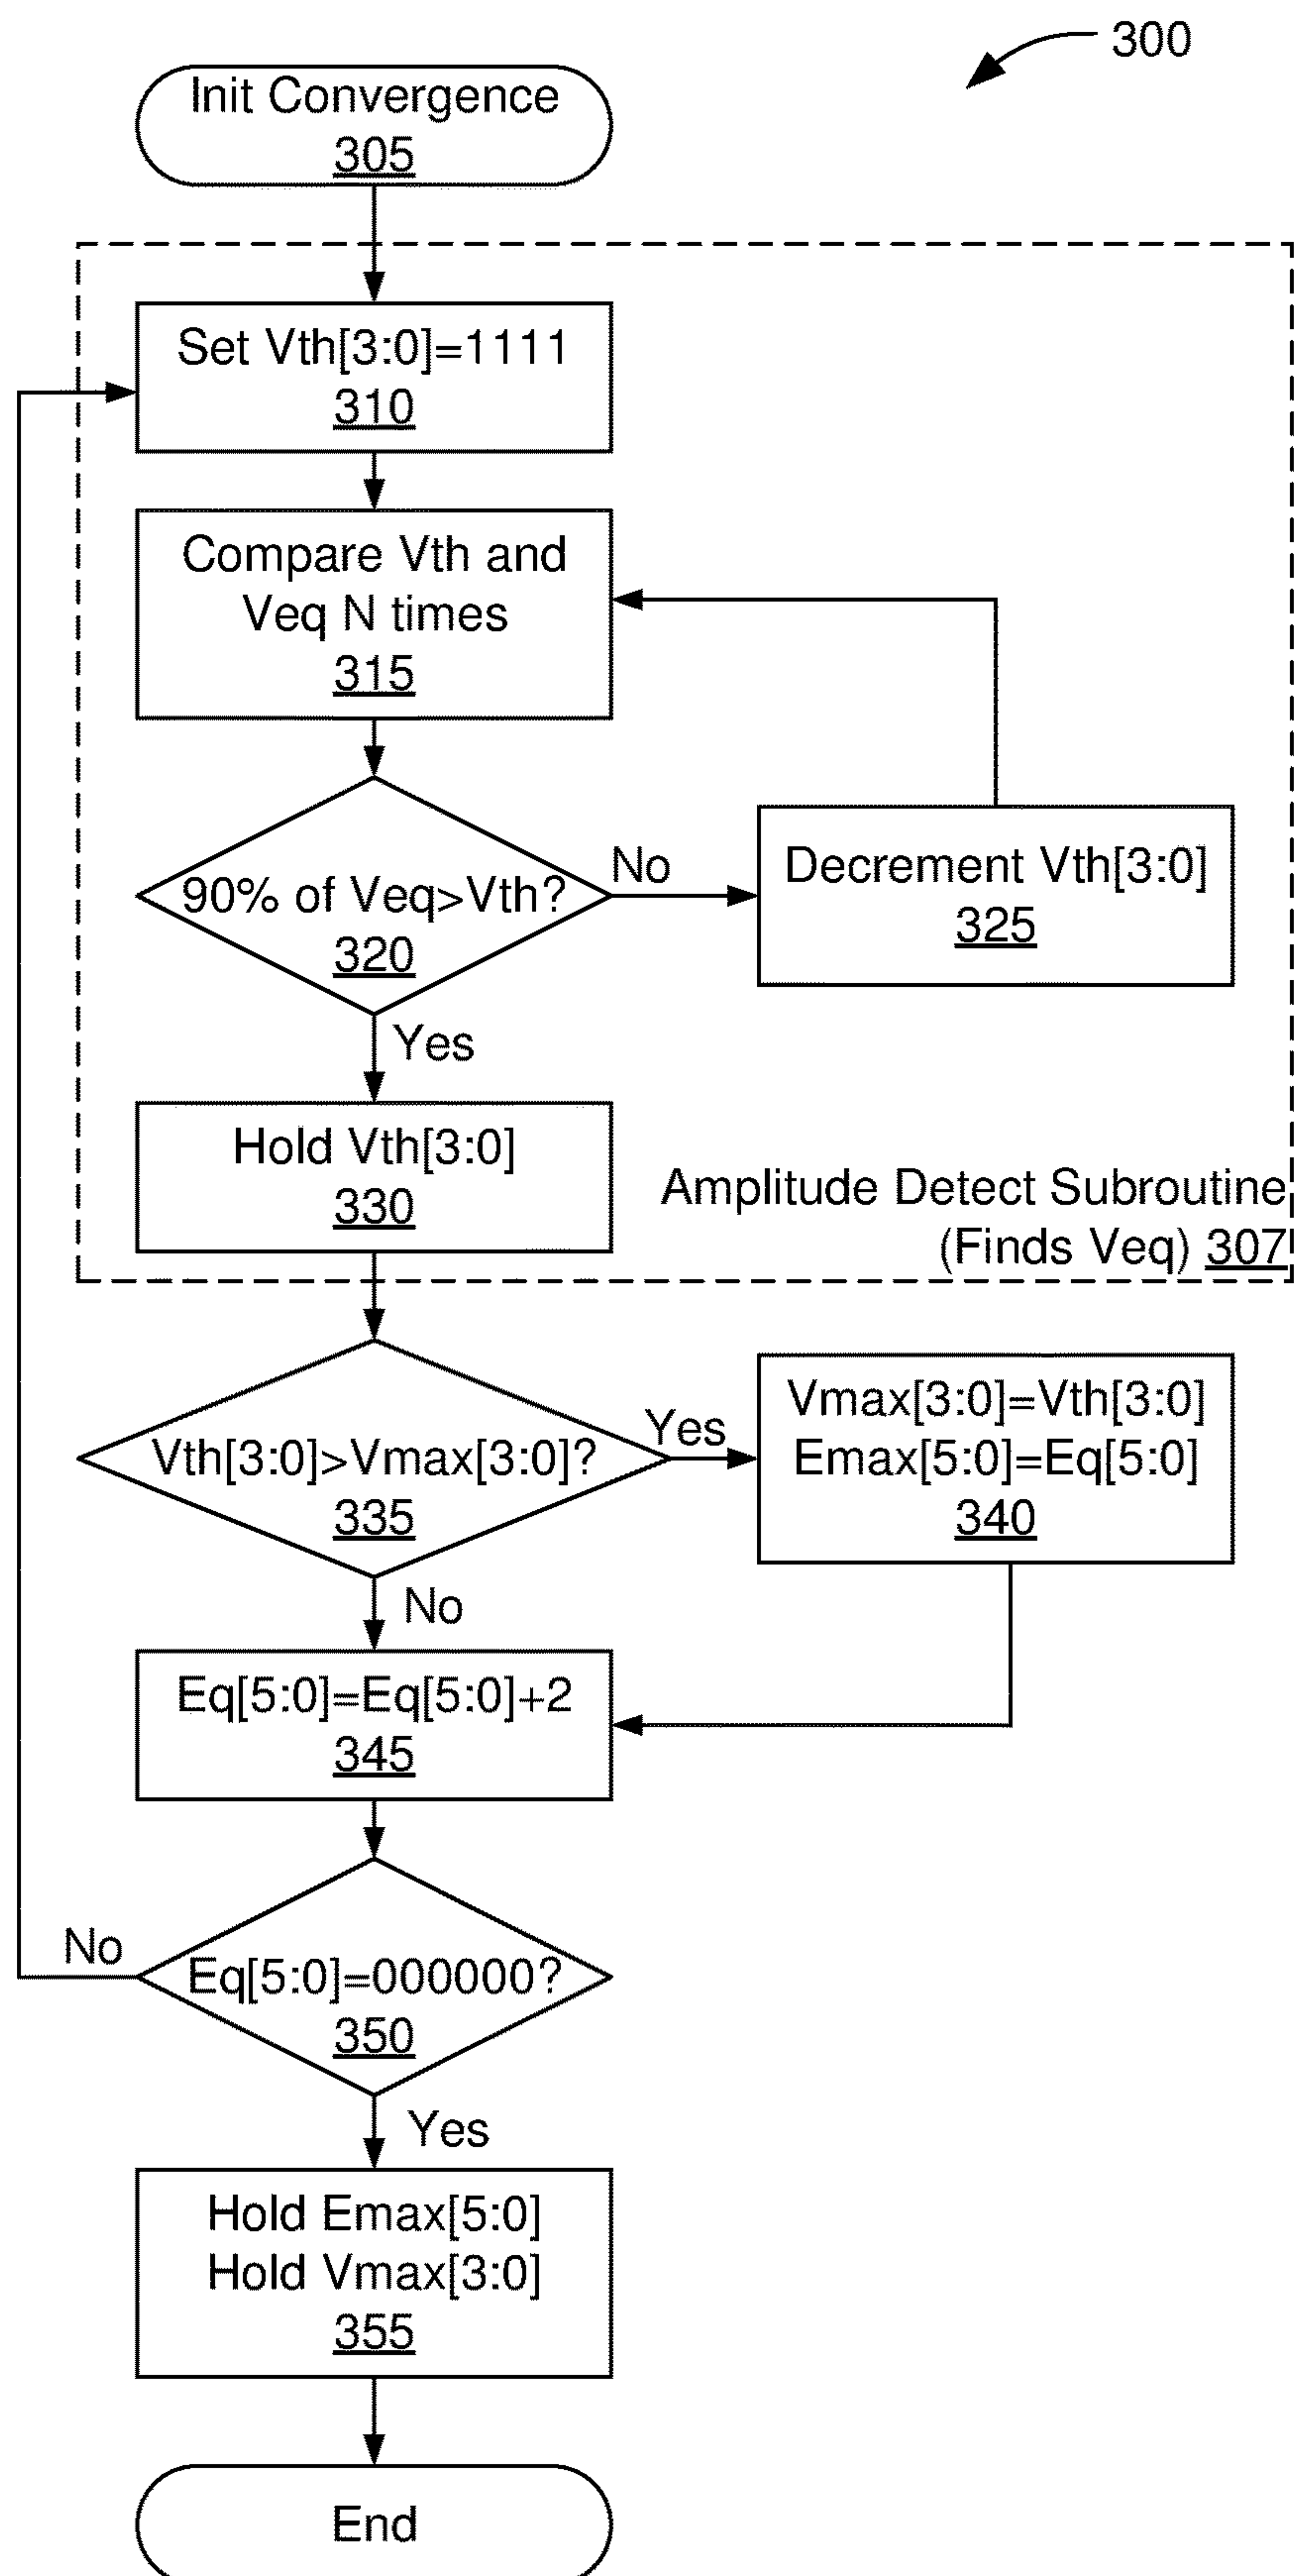 300
Init Convergence
305
Set Vth[3:0]=1111
310
Compare Vth and
Veq N times
315
90% of Veq>Vth?
320
No
Decrement Vth[3:0]
325
Yes
Hold Vth[3:0]
330
Amplitude Detect Subroutine
(Finds Veq) 307
Vth[3:0]>Vmax[3:0]?
335
Yes
Vmax[3:0]=Vth[3:0]
Emax[5:0]=Eq[5:0]
340
No
Eq[5:0]=Eq[5:0]+2
345
No
Eq[5:0]=000000?
350
Yes
Hold Emax[5:0]
Hold Vmax[3:0]
355
End